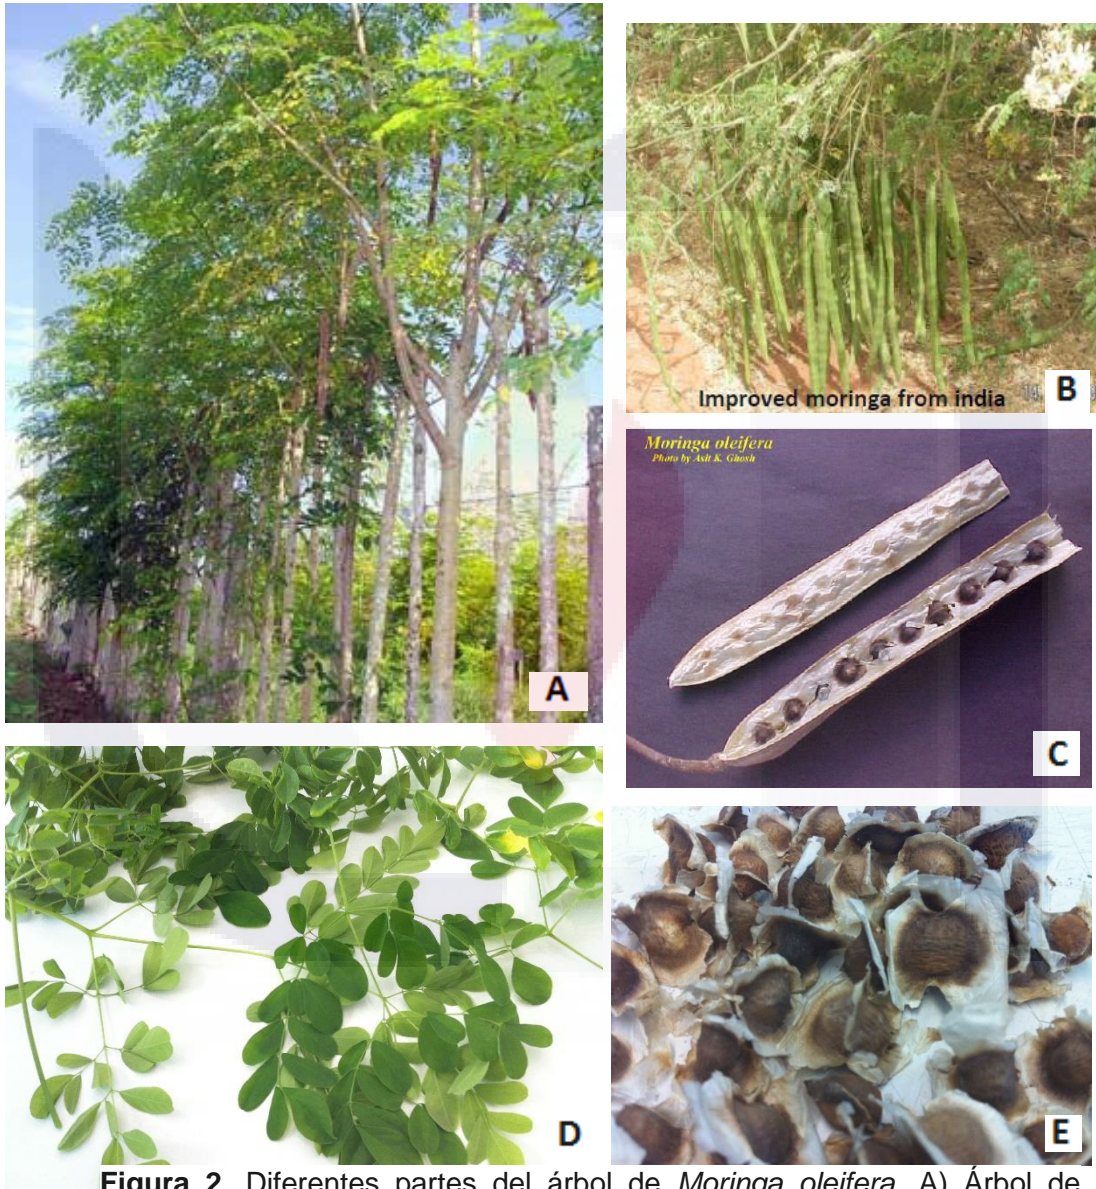 A
Improved moringa from india
B
Moringa oleifera
Photo by Asit K. Ghosh
C
D
E
Figura 2. Diferentes partes del árbol de Moringa oleifera. A) Árbol de